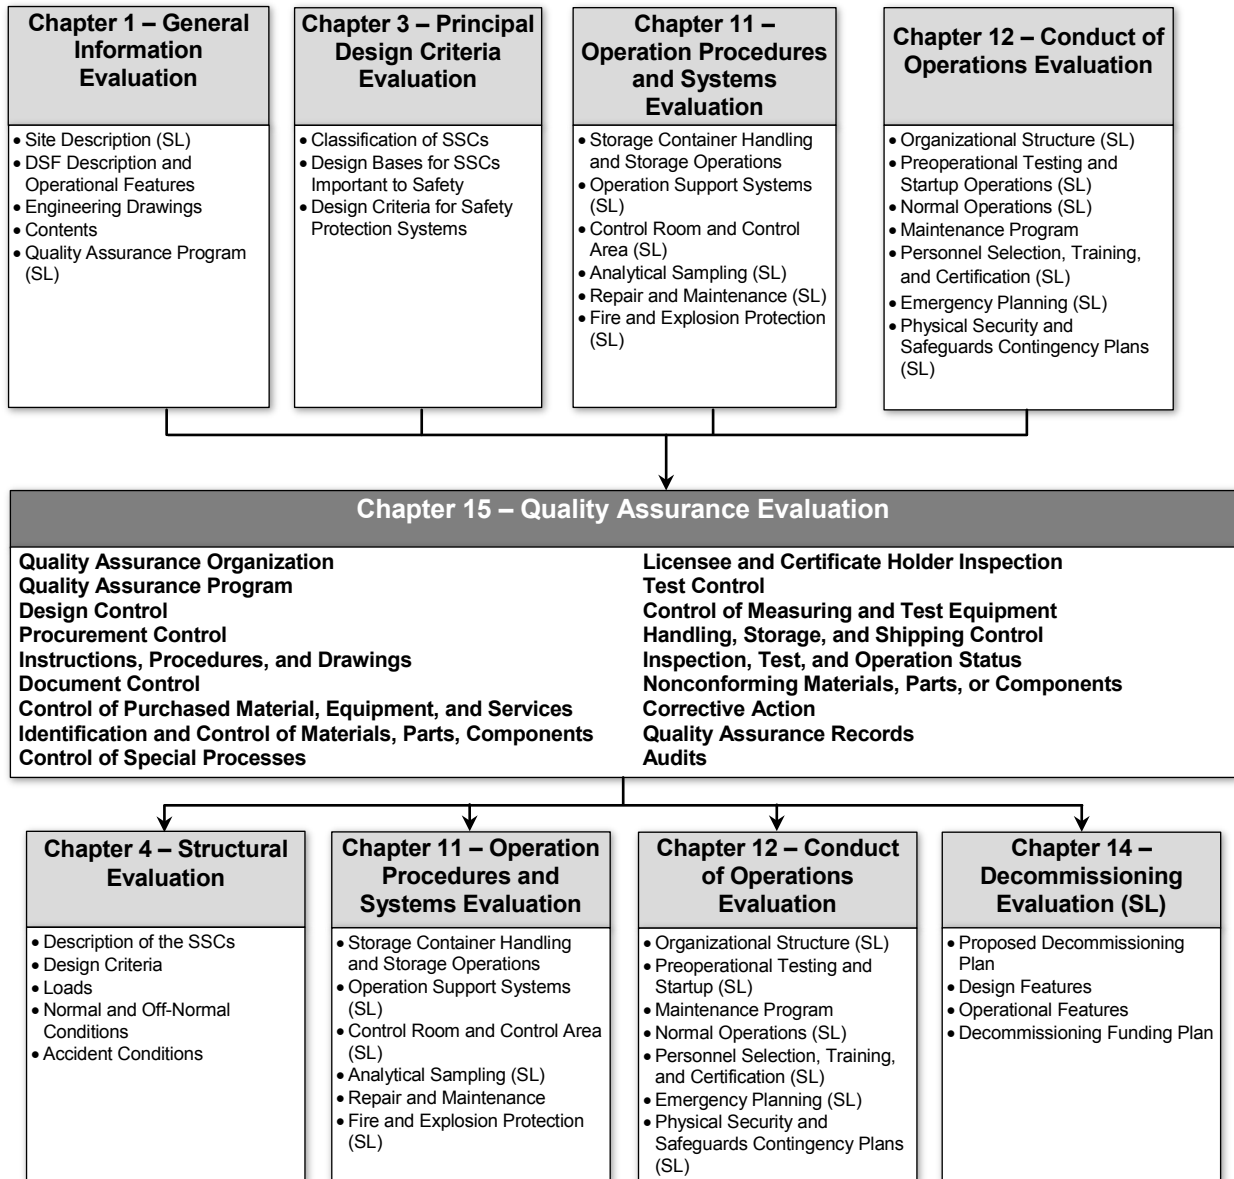 Chapter 1 – General
Information
Evaluation
• Site Description (SL)
• DSF Description and
Operational Features
• Engineering Drawings
• Contents
• Quality Assurance Program
(SL)
Chapter 3 – Principal
Design Criteria
Evaluation
• Classification of SSCs
• Design Bases for SSCs
Important to Safety
• Design Criteria for Safety
Protection Systems
Chapter 11 –
Operation Procedures
and Systems
Evaluation
• Storage Container Handling
and Storage Operations
• Operation Support Systems
(SL)
• Control Room and Control
Area (SL)
• Analytical Sampling (SL)
• Repair and Maintenance (SL)
• Fire and Explosion Protection
(SL)
Chapter 12 – Conduct of
Operations Evaluation
• Organizational Structure (SL)
• Preoperational Testing and
Startup Operations (SL)
• Normal Operations (SL)
• Maintenance Program
• Personnel Selection, Training,
and Certification (SL)
• Emergency Planning (SL)
• Physical Security and
Safeguards Contingency Plans
(SL)
Chapter 15 – Quality Assurance Evaluation
Quality Assurance Organization
Quality Assurance Program
Design Control
Procurement Control
Instructions, Procedures, and Drawings
Document Control
Control of Purchased Material, Equipment, and Services
Identification and Control of Materials, Parts, Components
Control of Special Processes
Licensee and Certificate Holder Inspection
Test Control
Control of Measuring and Test Equipment
Handling, Storage, and Shipping Control
Inspection, Test, and Operation Status
Nonconforming Materials, Parts, or Components
Corrective Action
Quality Assurance Records
Audits
Chapter 4 – Structural
Evaluation
• Description of the SSCs
• Design Criteria
• Loads
• Normal and Off-Normal
Conditions
• Accident Conditions
Chapter 11 – Operation
Procedures and
Systems Evaluation
• Storage Container Handling
and Storage Operations
• Operation Support Systems
(SL)
• Control Room and Control Area
(SL)
• Analytical Sampling (SL)
• Repair and Maintenance
• Fire and Explosion Protection
(SL)
Chapter 12 – Conduct
of Operations
Evaluation
• Organizational Structure (SL)
• Preoperational Testing and
Startup (SL)
• Maintenance Program
• Normal Operations (SL)
• Personnel Selection, Training,
and Certification (SL)
• Emergency Planning (SL)
• Physical Security and
Safeguards Contingency Plans
(SL)
Chapter 14 –
Decommissioning
Evaluation (SL)
• Proposed Decommissioning
Plan
• Design Features
• Operational Features
• Decommissioning Funding Plan